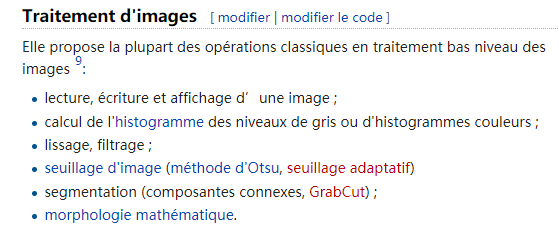 Traitement d'images [ modifier | modifier le code ]
Elle propose la plupart des opérations classiques en traitement bas niveau des
images 9:
• lecture, écriture et affichage d’une image ;
• calcul de l'histogramme des niveaux de gris ou d'histogrammes couleurs ;
• lissage, filtrage ;
• seuillage d'image (méthode d'Otsu, seuillage adaptatif)
• segmentation (composantes connexes, GrabCut) ;
• morphologie mathématique.